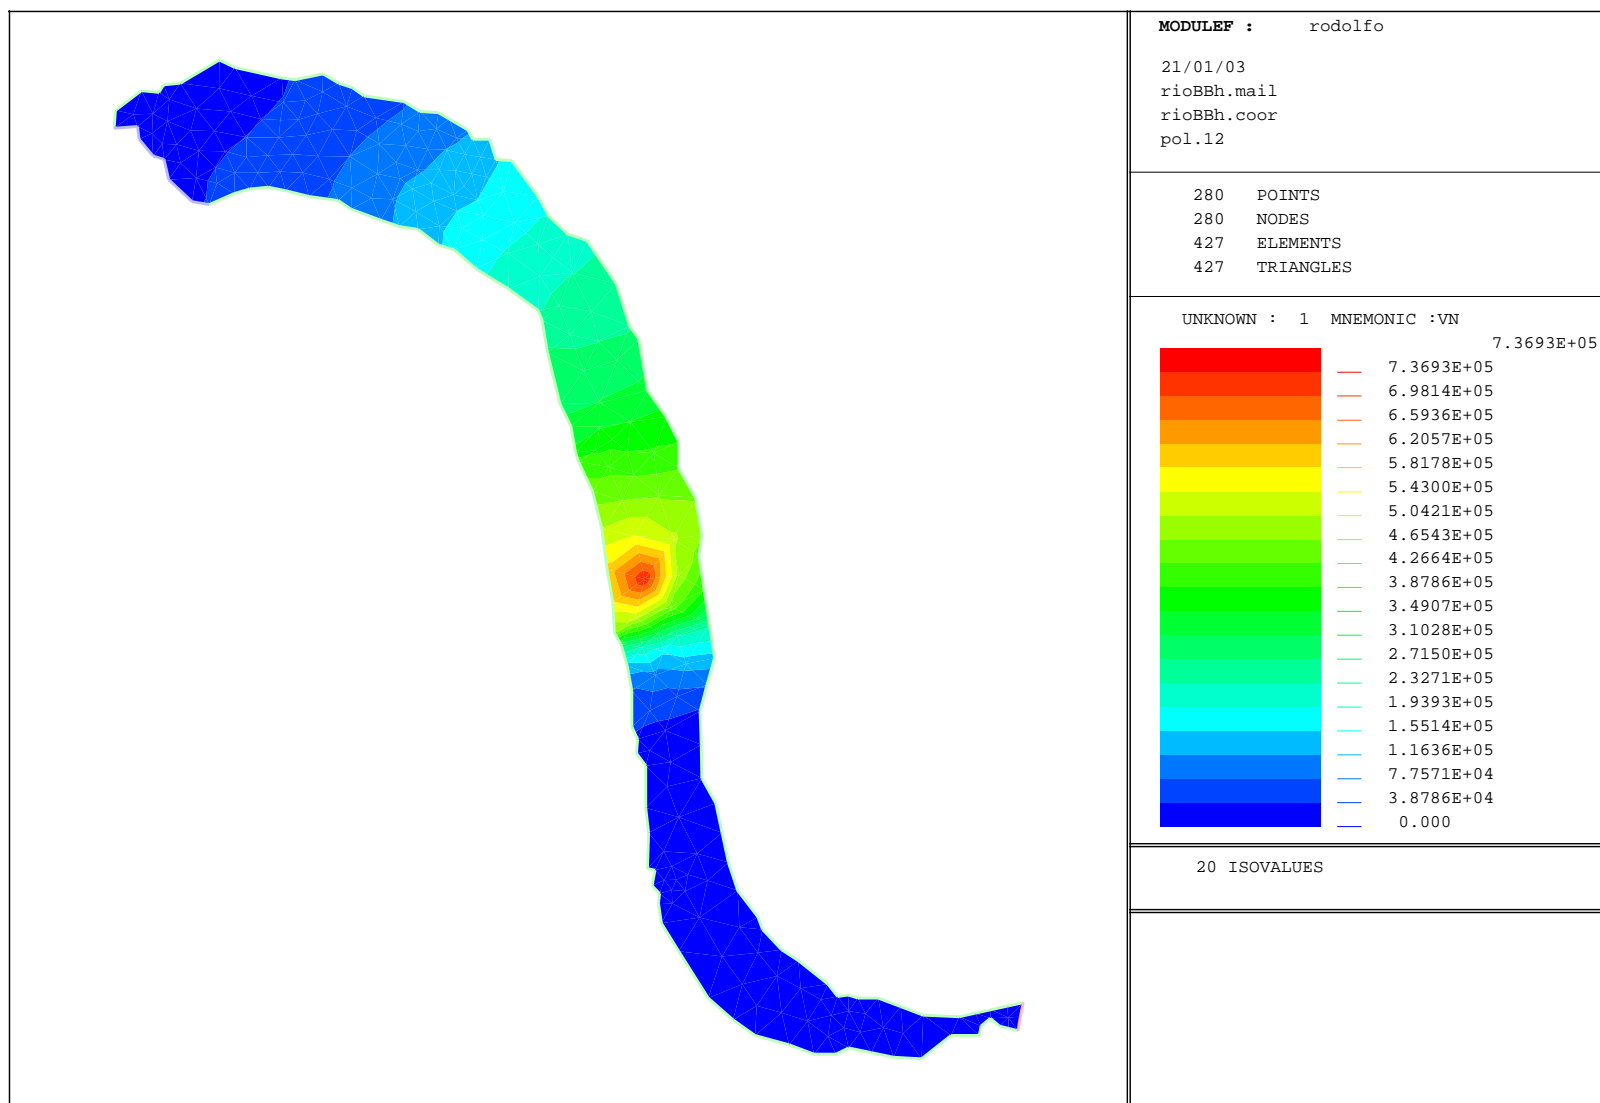 MODULEF : rodolfo
21/01/03
rioBBh.mail
rioBBh.coor
pol.12
280 POINTS
280 NODES
427 ELEMENTS
427 TRIANGLES
UNKNOWN : 1 MNEMONIC :VN
7.3693E+05
7.3693E+05
6.9814E+05
6.5936E+05
6.2057E+05
5.8178E+05
5.4300E+05
5.0421E+05
4.6543E+05
4.2664E+05
3.8786E+05
3.4907E+05
3.1028E+05
2.7150E+05
2.3271E+05
1.9393E+05
1.5514E+05
1.1636E+05
7.7571E+04
3.8786E+04
0.000
20 ISOVALUES